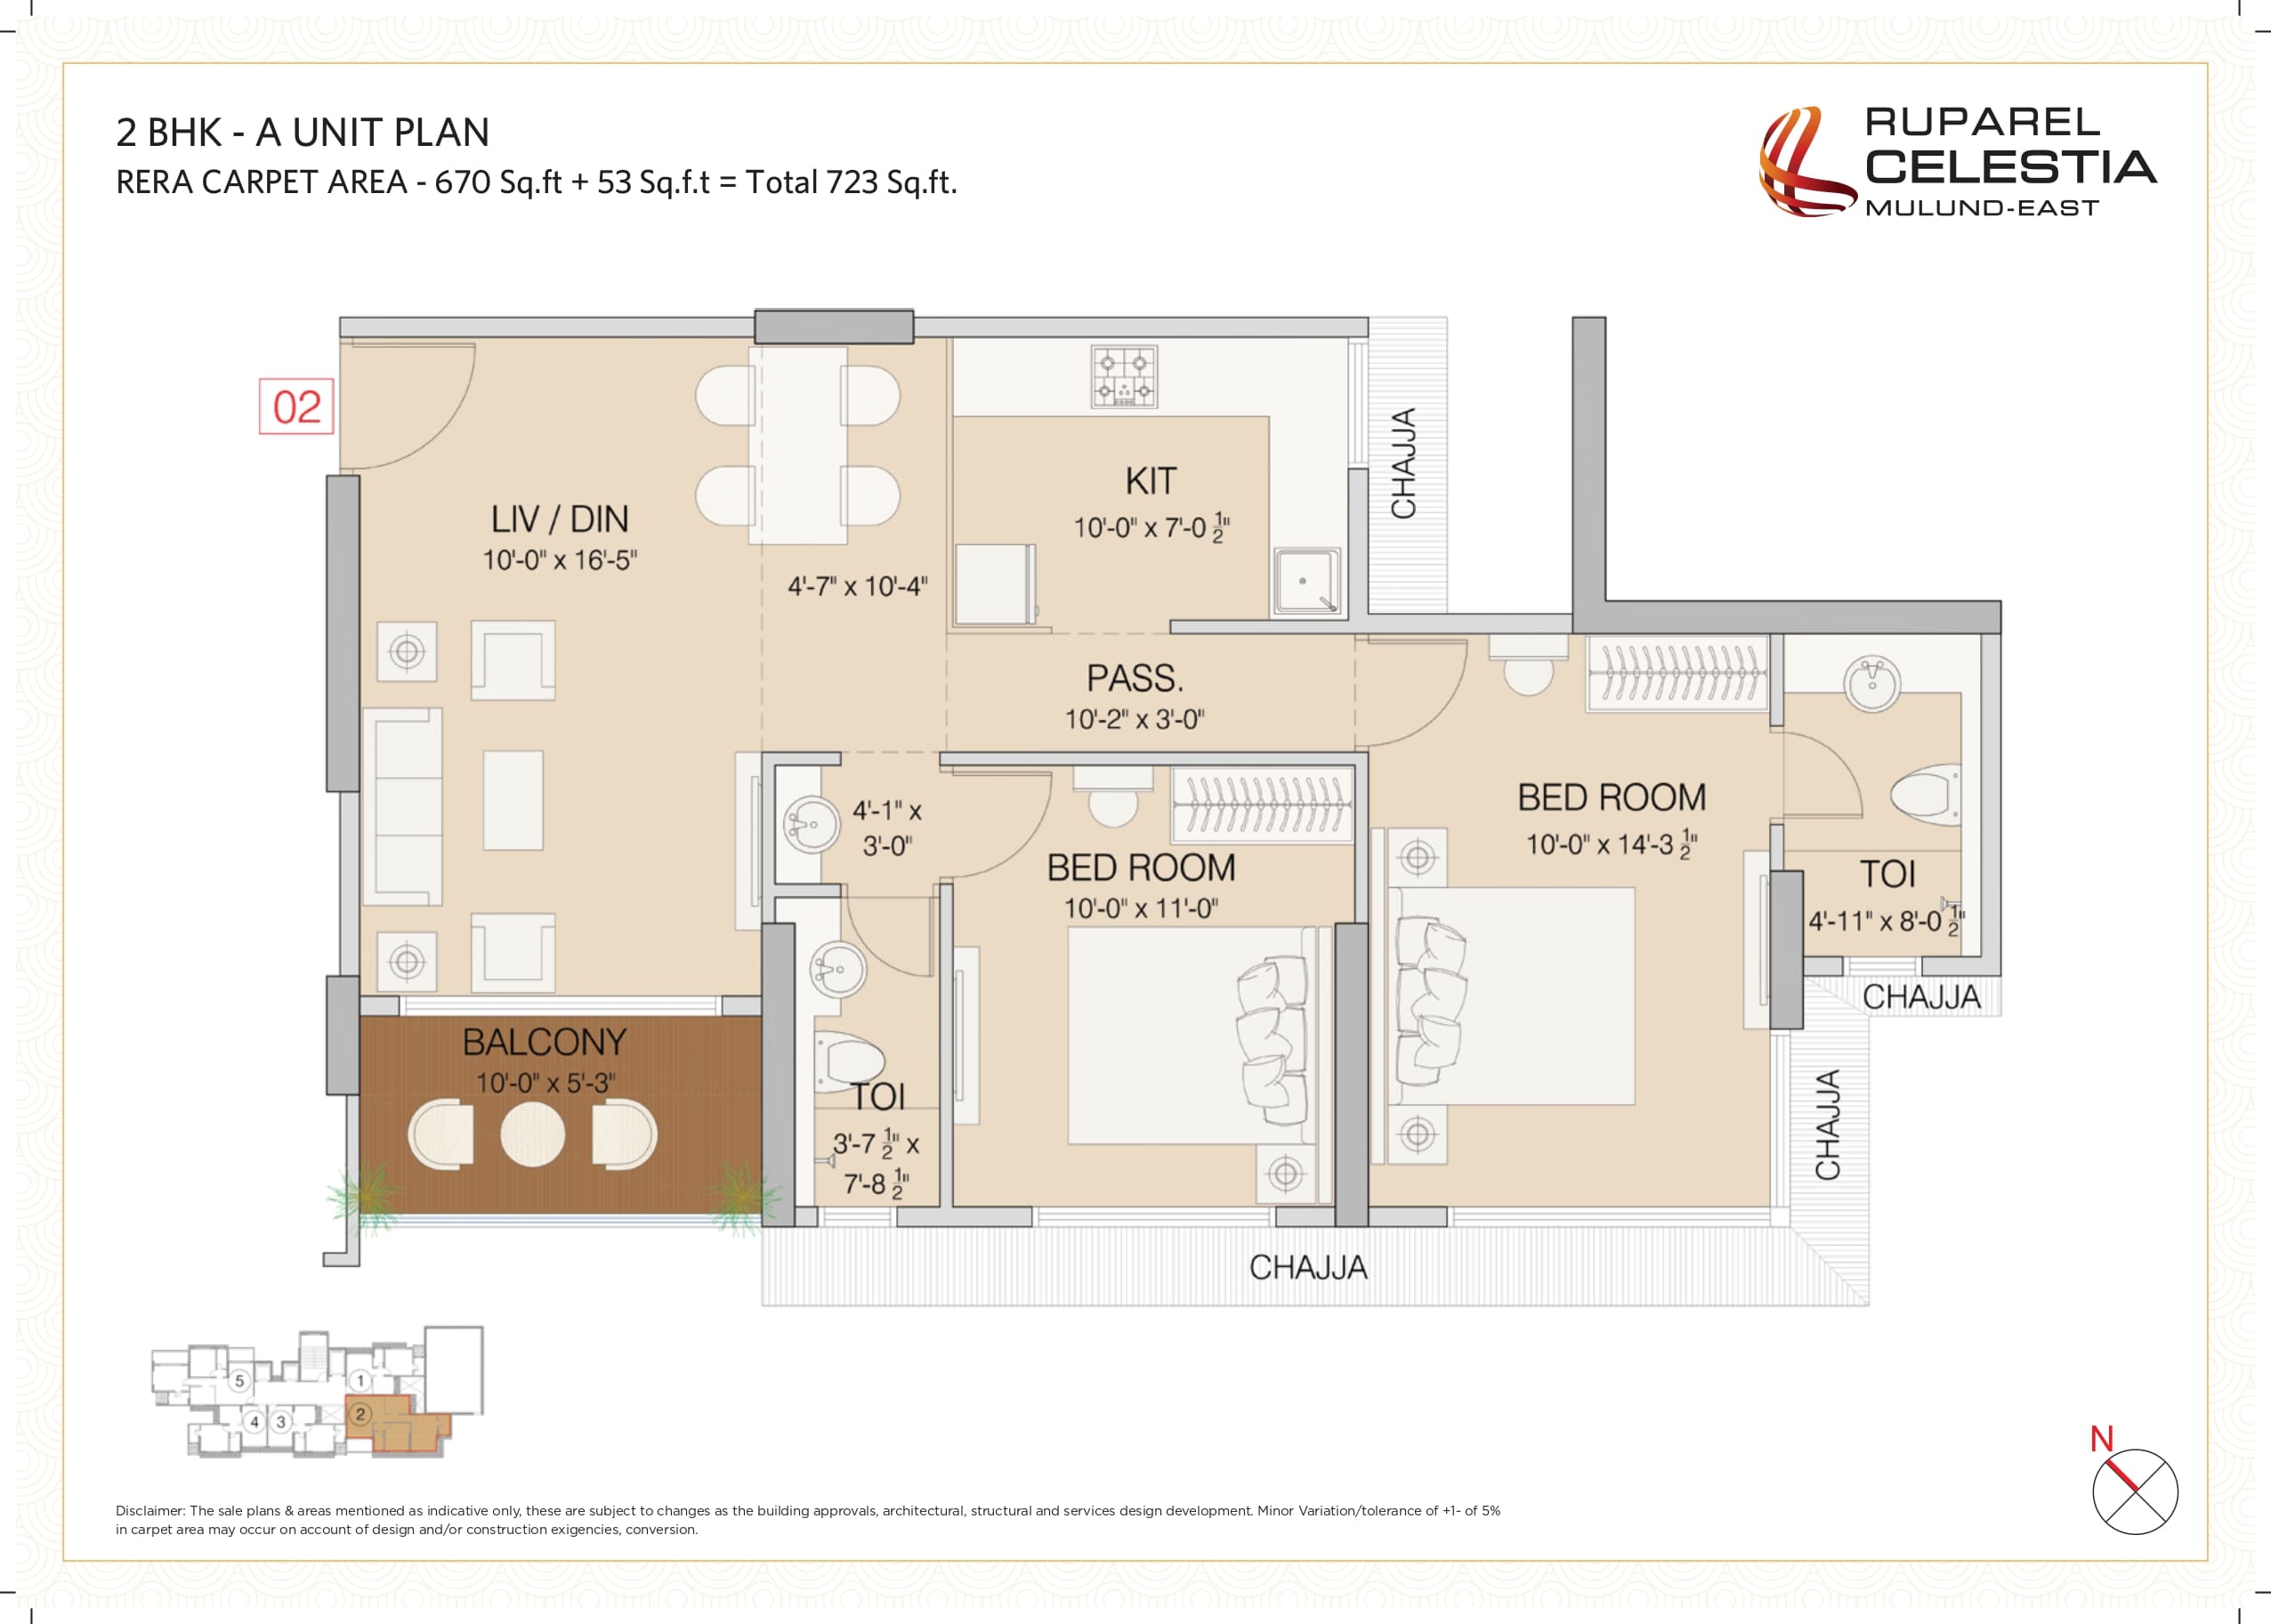 2 BHK - A UNIT PLAN
RERA CARPET AREA - 670 Sq.ft + 53 Sq.f.t = Total 723 Sq.ft.
RUPAREL
CELESTIA
MULUND-EAST
02
LIV / DIN
10'-0" x 16'-5"
4'-7" x 10'-4"
KIT
10'-0" x 7'-0 1/2"
CHAJJA
PASS.
10'-2" x 3'-0"
4'-1" x
3'-0"
BED ROOM
10'-0" x 11'-0"
BED ROOM
10'-0" x 14'-3 1/2"
TOI
4'-11" x 8'-0 1/2"
CHAJJA
CHAJJA
BALCONY
10'-0" x 5'-3"
TOI
3'-7 1/2" x
7'-8 1/2"
CHAJJA
5
1
2
4
3
N
Disclaimer: The sale plans & areas mentioned as indicative only, these are subject to changes as the building approvals, architectural, structural and services design development. Minor Variation/tolerance of +1- of 5%
in carpet area may occur on account of design and/or construction exigencies, conversion.